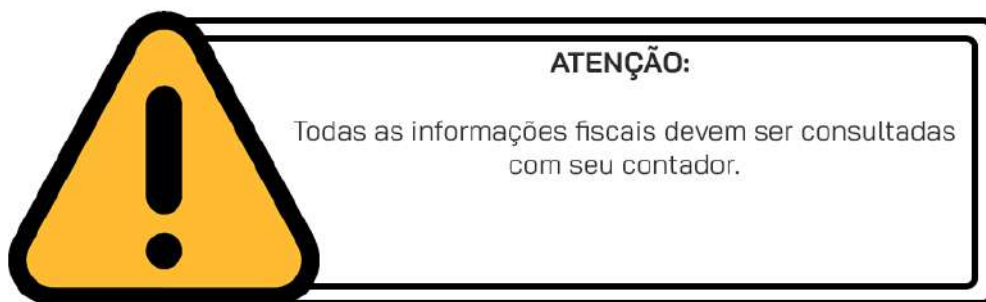 ATENÇÃO:
Todas as informações fiscais devem ser consultadas
com seu contador.